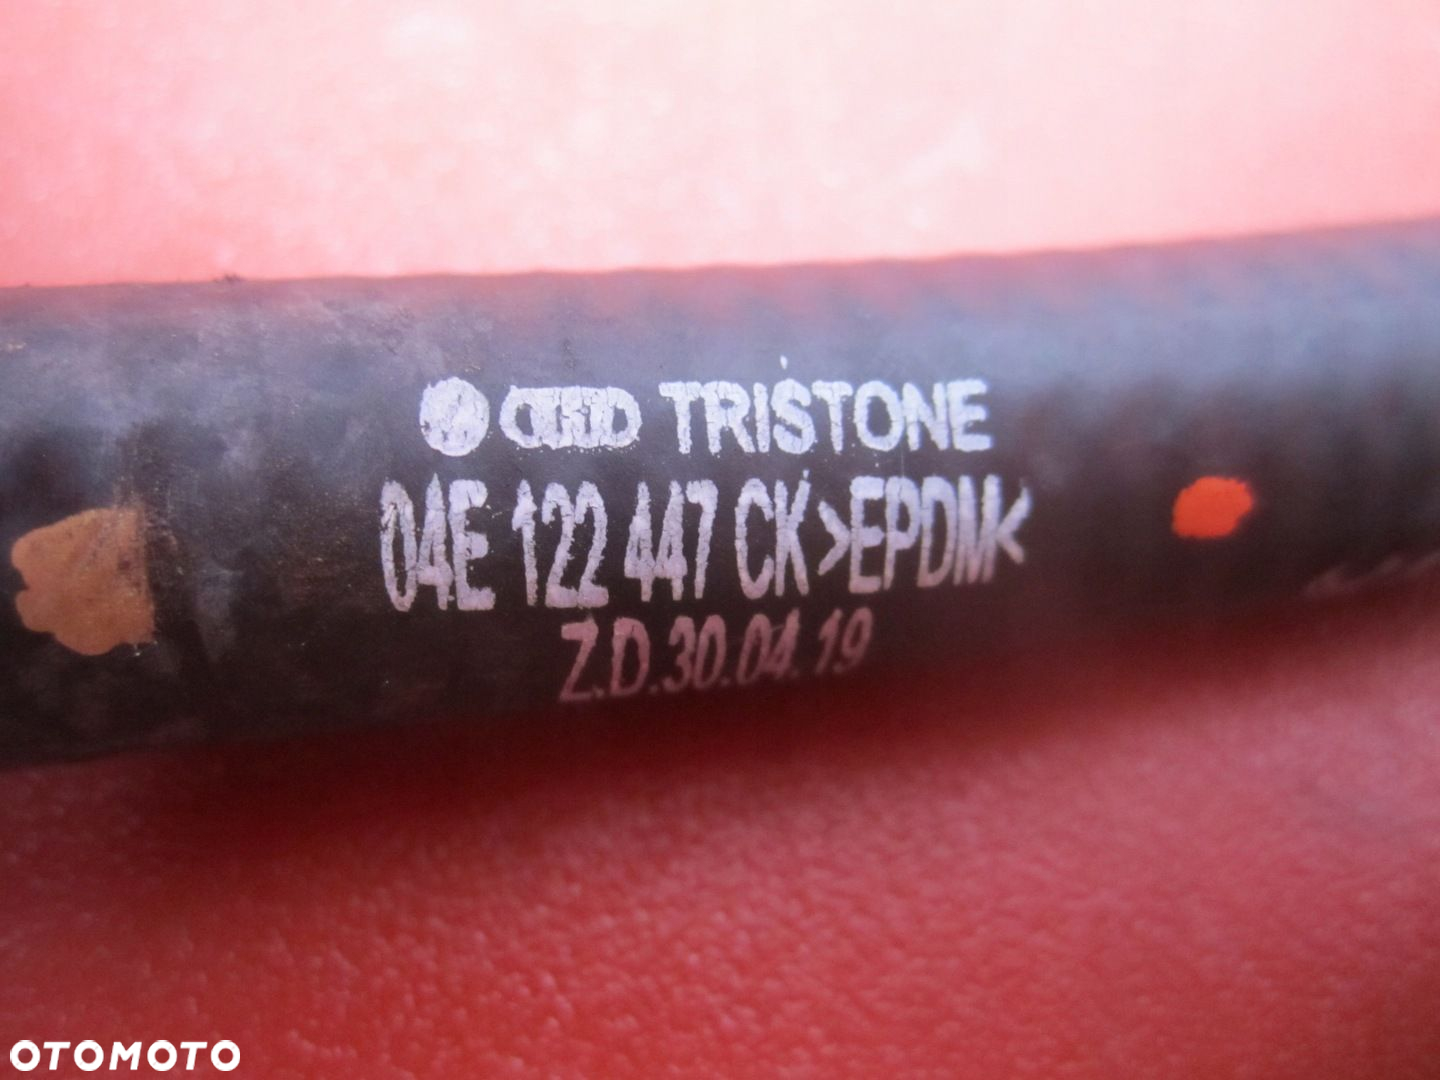 TRISTONE
04E 122 447 CK >EPDM<
Z.D.30.04.19
OTOMOTO